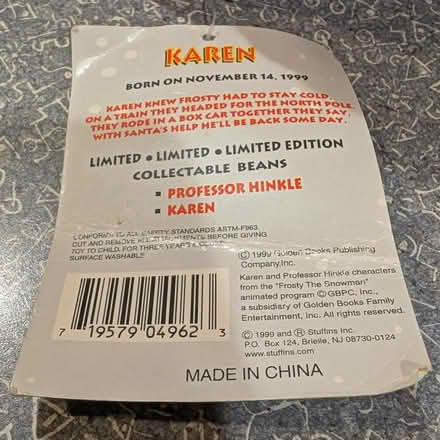 KAREN
BORN ON NOVEMBER 14, 1999
KAREN KNEW FROSTY HAD TO STAY COLD,
ON A TRAIN THEY HEADED FOR THE NORTH POLE.
THEY RODE IN A BOX CAR TOGETHER THEY SAY,
WITH SANTA'S HELP HE'LL BE BACK SOME DAY.
LIMITED • LIMITED • LIMITED EDITION
COLLECTABLE BEANS
PROFESSOR HINKLE
KAREN
CONFORMS TO ALL SAFETY STANDARDS ASTM-F963.
CUT AND REMOVE BEFORE GIVING
TOY TO CHILD. FOR THREE YEARS
SURFACE WASHABLE
© 1999 Golden Books Publishing
Company, Inc.
Karen and Professor Hinkle characters
from the "Frosty The Snowman"
animated program © GBPC, Inc.,
a subsidiary of Golden Books Family
Entertainment, Inc. All rights reserved.
© 1999 and ® Stuffins Inc.
P.O. Box 124, Brielle, NJ 08730-0124
www.stuffins.com
7 19579 04962 3
MADE IN CHINA